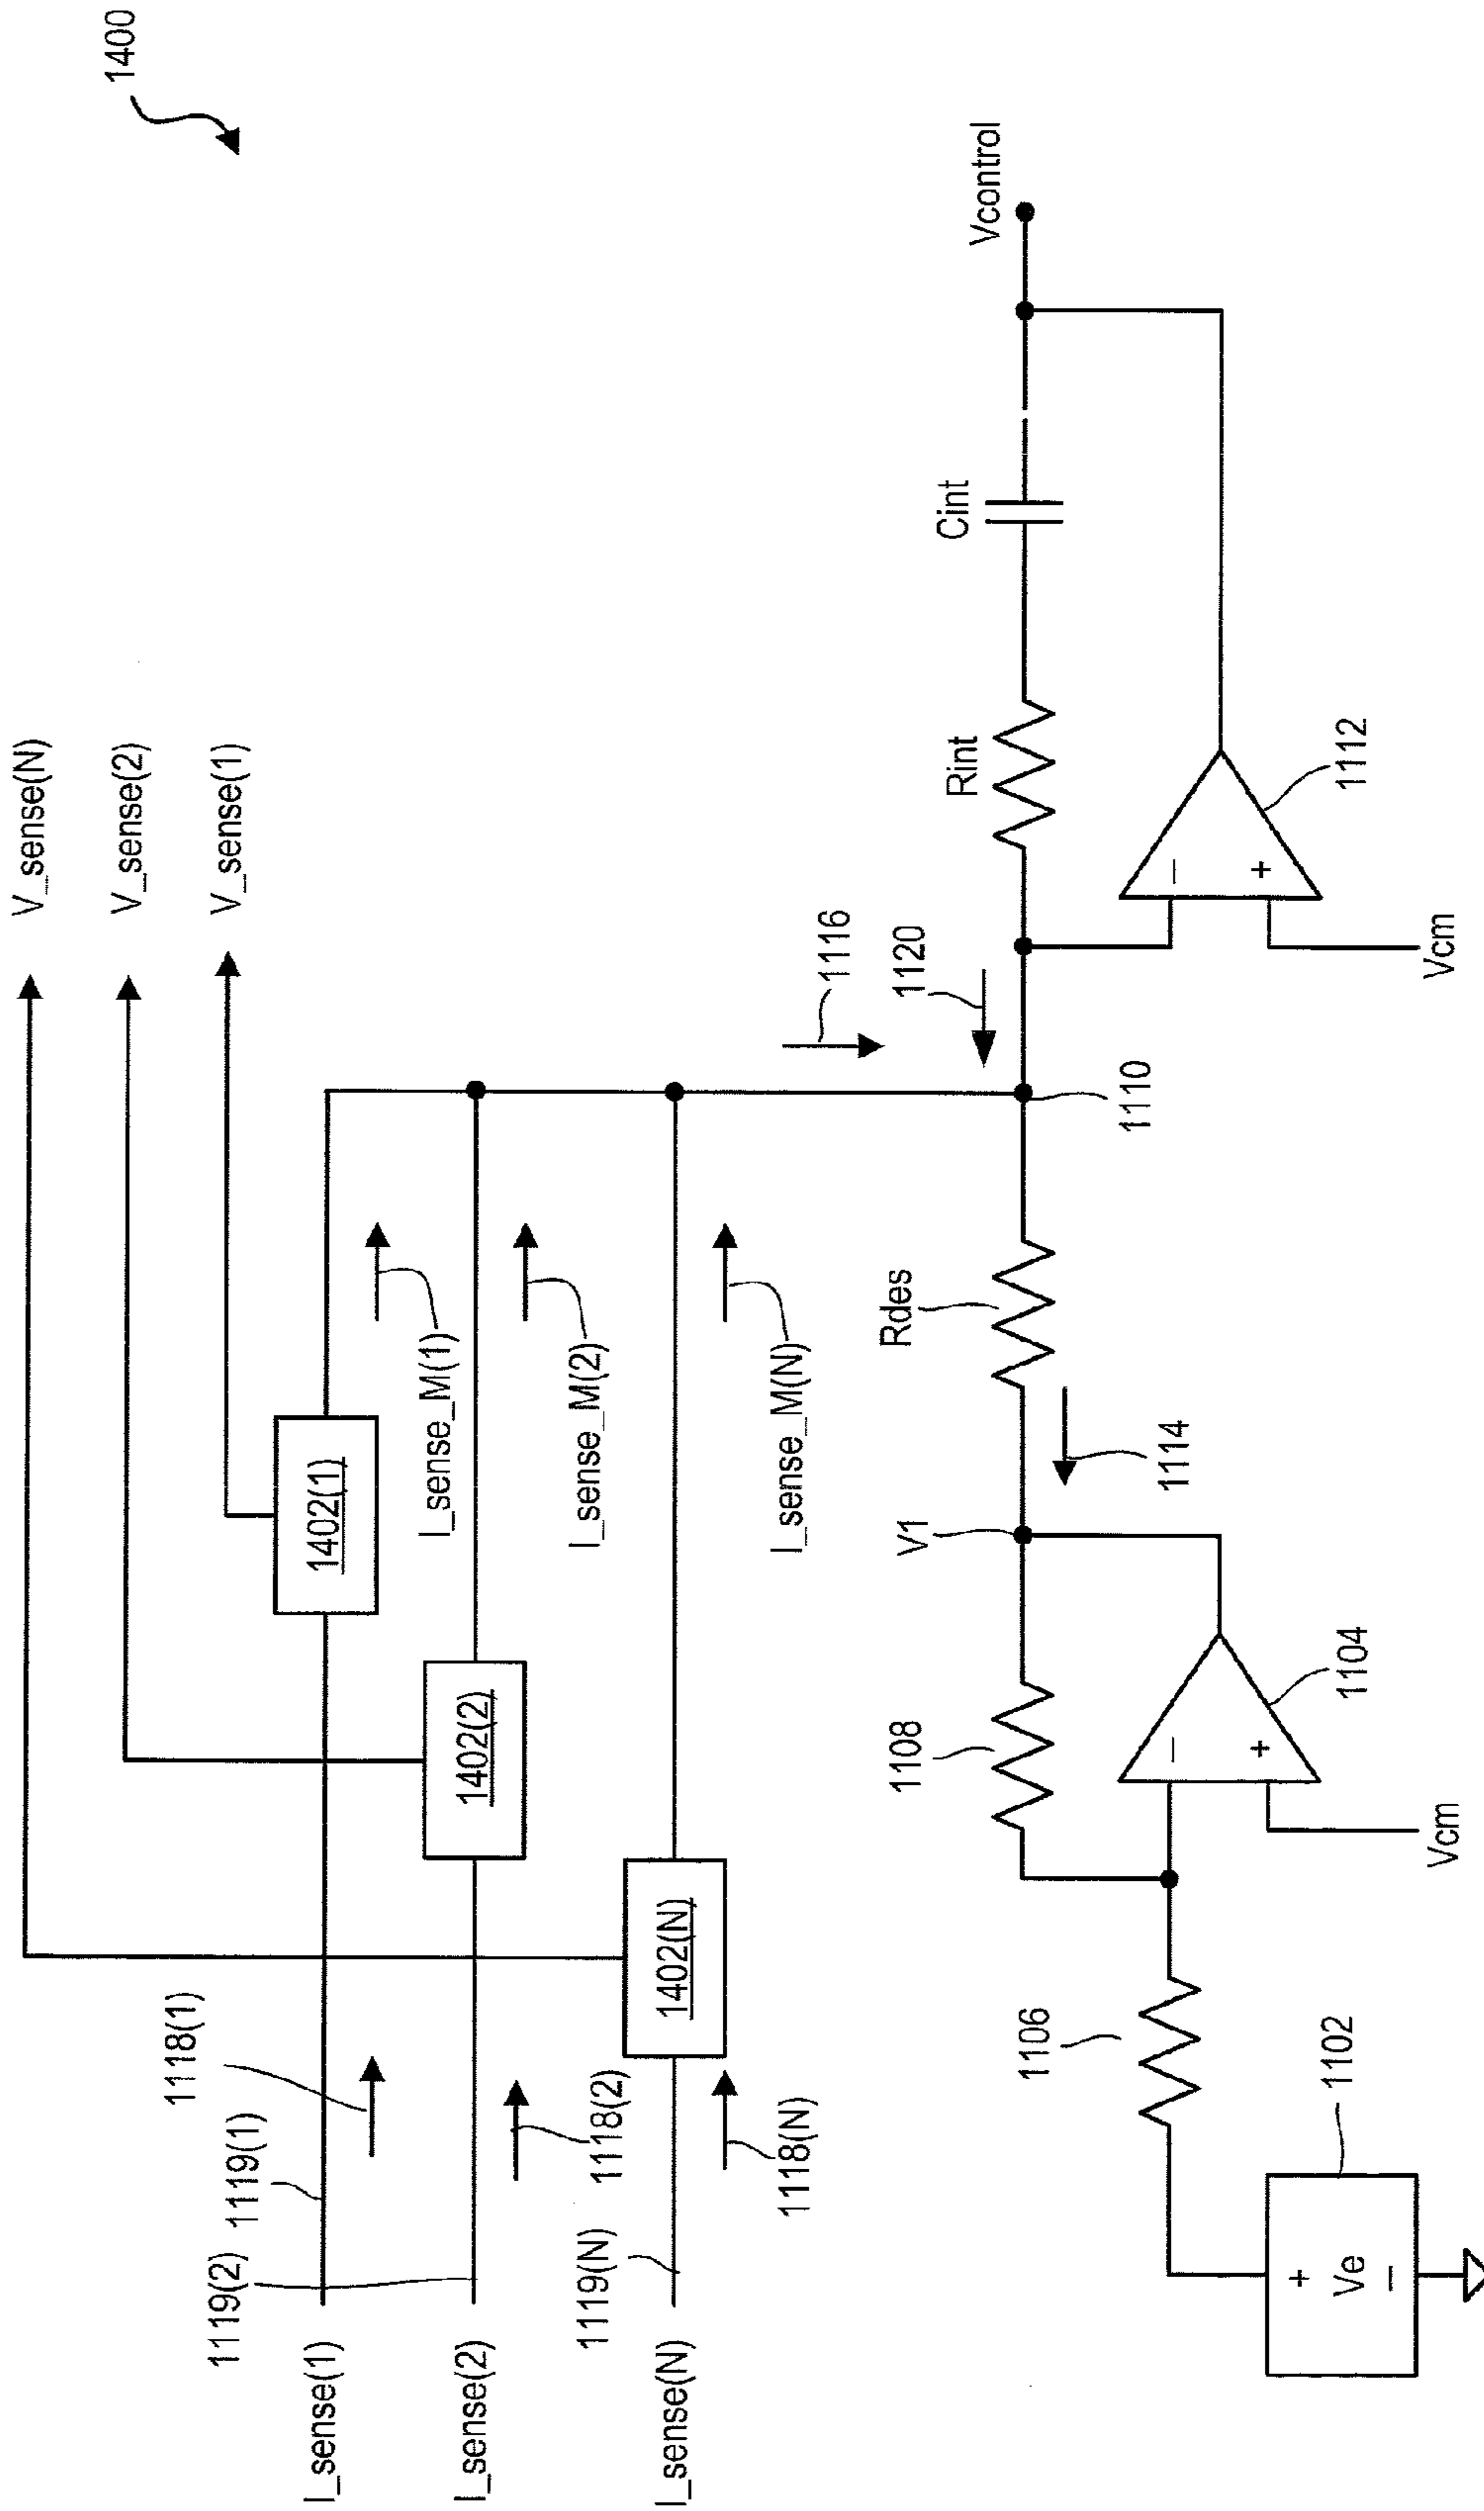 1400
V_sense(N)
V_sense(2)
V_sense(1)
1118(1)
1119(1)
1119(2)
I_sense(1)
1402(1)
I_sense_M(1)
1118(2)
I_sense(2)
1402(2)
I_sense_M(2)
1119(N)
1118(N)
I_sense(N)
1402(N)
I_sense_M(N)
1116
1120
Vcontrol
Cint
Rint
Rdes
V1
1108
1110
1114
1106
−
+
1112
Vcm
−
+
1104
Vcm
1102
+
Ve
−